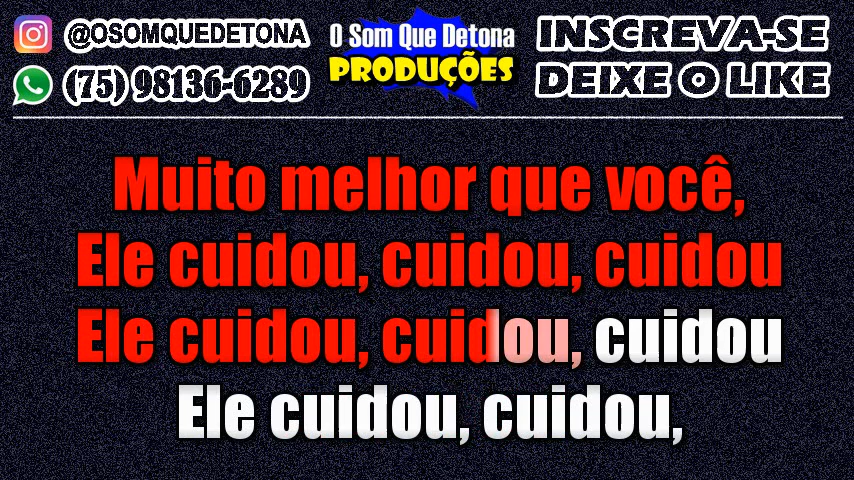 @OSOMQUEDETONA
(75) 98136-6289
O Som Que Detona
PRODUÇÕES
INSCREVA-SE
DEIXE O LIKE
Muito melhor que você,
Ele cuidou, cuidou, cuidou
Ele cuidou, cuidou, cuidou
Ele cuidou, cuidou,